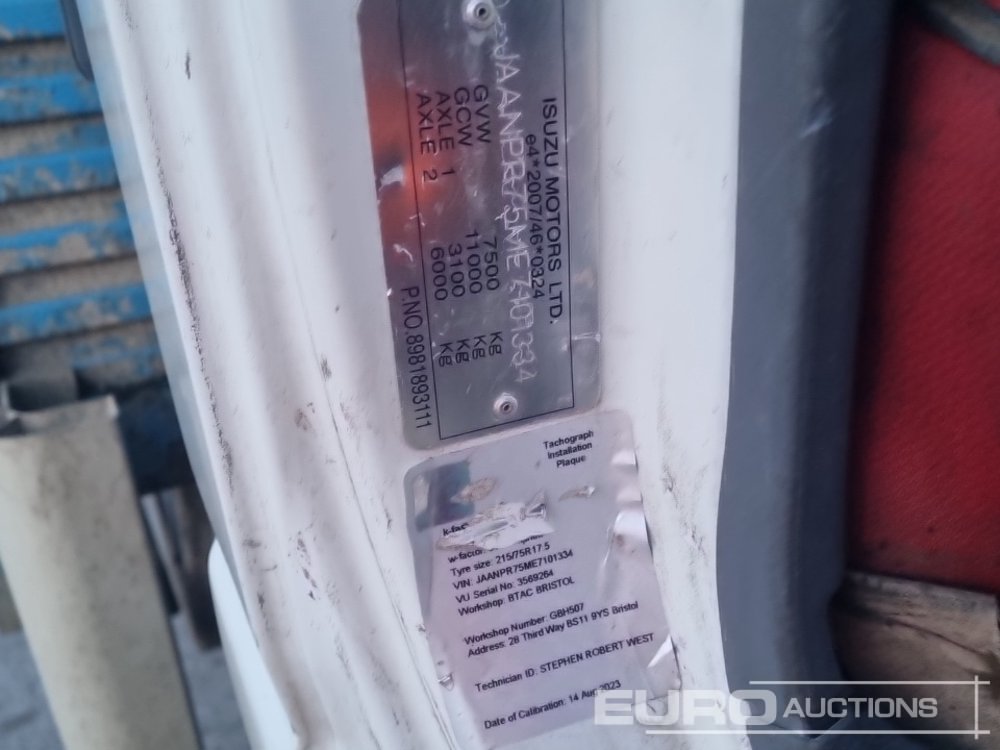 ISUZU MOTORS LTD.
e4*2007/46*0324
JAANPR75ME7101334
GVW 7500 Kg
GCW 11000 Kg
AXLE 1 3100 Kg
AXLE 2 6000 Kg
P.NO.8981893111
Tachograph
Installation
Plaque
Tyre size: 215/75R17.5
VIN: JAANPR75ME7101334
VU Serial No: 3569264
Workshop: BTAC BRISTOL
Workshop Number: GBH507
Address: 28 Third Way BS11 9YS Bristol
Technician ID: STEPHEN ROBERT WEST
Date of Calibration: 14 Aug 2023
EURO AUCTIONS